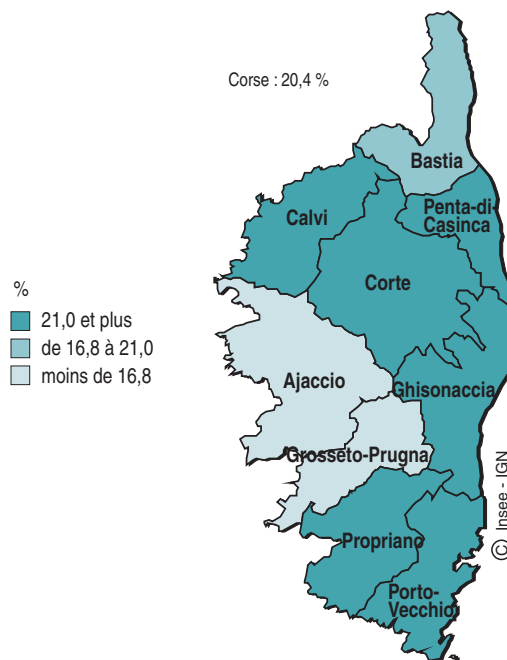 Corse : 20,4 %
Bastia
Penta-di-
Casinca
Calvi
Corte
%
21,0 et plus
de 16,8 à 21,0
moins de 16,8
Ajaccio
Ghisonaccia
Grosseto-Prugna
Propriano
Porto-
Vecchio
© Insee - IGN